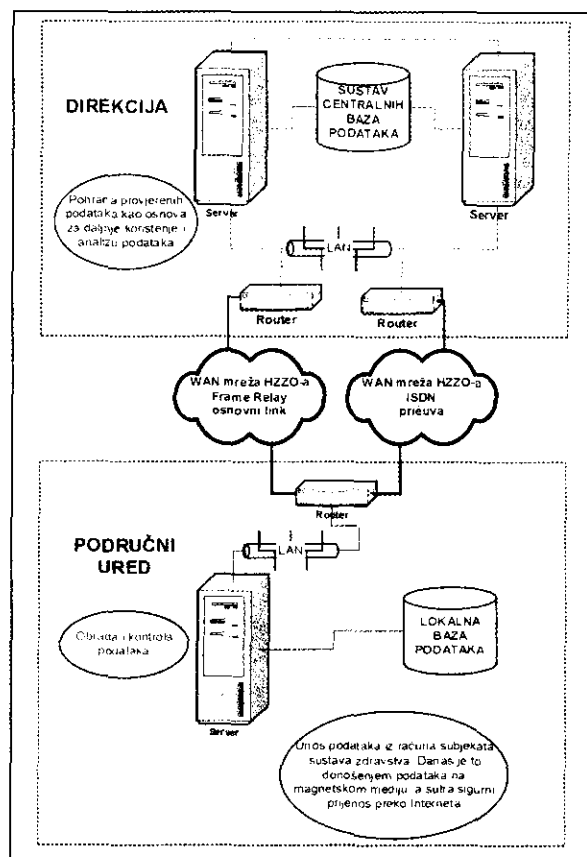 DIREKCIJA
SUSTAV
CENTRALNIH
BAZA
PODATAKA
Pohrana provjerenih
podataka kao osnova
za daljnje korištenje i
analizu podataka
Server
Server
LAN
Router
Router
WAN mreža HZZO-a
Frame Relay
osnovni link
WAN mreža HZZO-a
ISDN
pričuva
Router
PODRUČNI
URED
LAN
Obrada i kontrola
podataka
LOKALNA
BAZA
PODATAKA
Server
Unos podataka iz računa subjekata
sustava zdravstva. Danas je to
donošenjem podataka na
magnetskom mediju, a sutra sigurni
prijenos preko Interneta